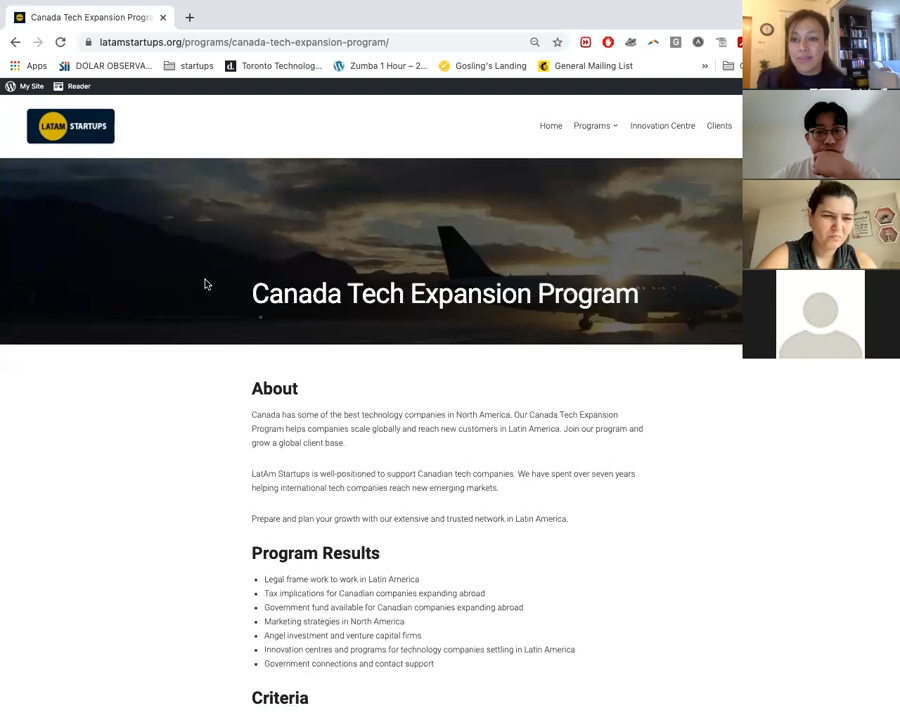 Canada Tech Expansion Progra
latamstartups.org/programs/canada-tech-expansion-program/
Apps
DOLAR OBSERVA...
startups
Toronto Technolog...
Zumba 1 Hour – 2...
Gosling's Landing
General Mailing List
»
My Site
Reader
LATAM STARTUPS
Home
Programs
Innovation Centre
Clients
Canada Tech Expansion Program
About
Canada has some of the best technology companies in North America. Our Canada Tech Expansion
Program helps companies scale globally and reach new customers in Latin America. Join our program and
grow a global client base.
LatAm Startups is well-positioned to support Canadian tech companies. We have spent over seven years
helping international tech companies reach new emerging markets.
Prepare and plan your growth with our extensive and trusted network in Latin America.
Program Results
• Legal frame work to work in Latin America
• Tax implications for Canadian companies expanding abroad
• Government fund available for Canadian companies expanding abroad
• Marketing strategies in North America
• Angel investment and venture capital firms
• Innovation centres and programs for technology companies settling in Latin America
• Government connections and contact support
Criteria